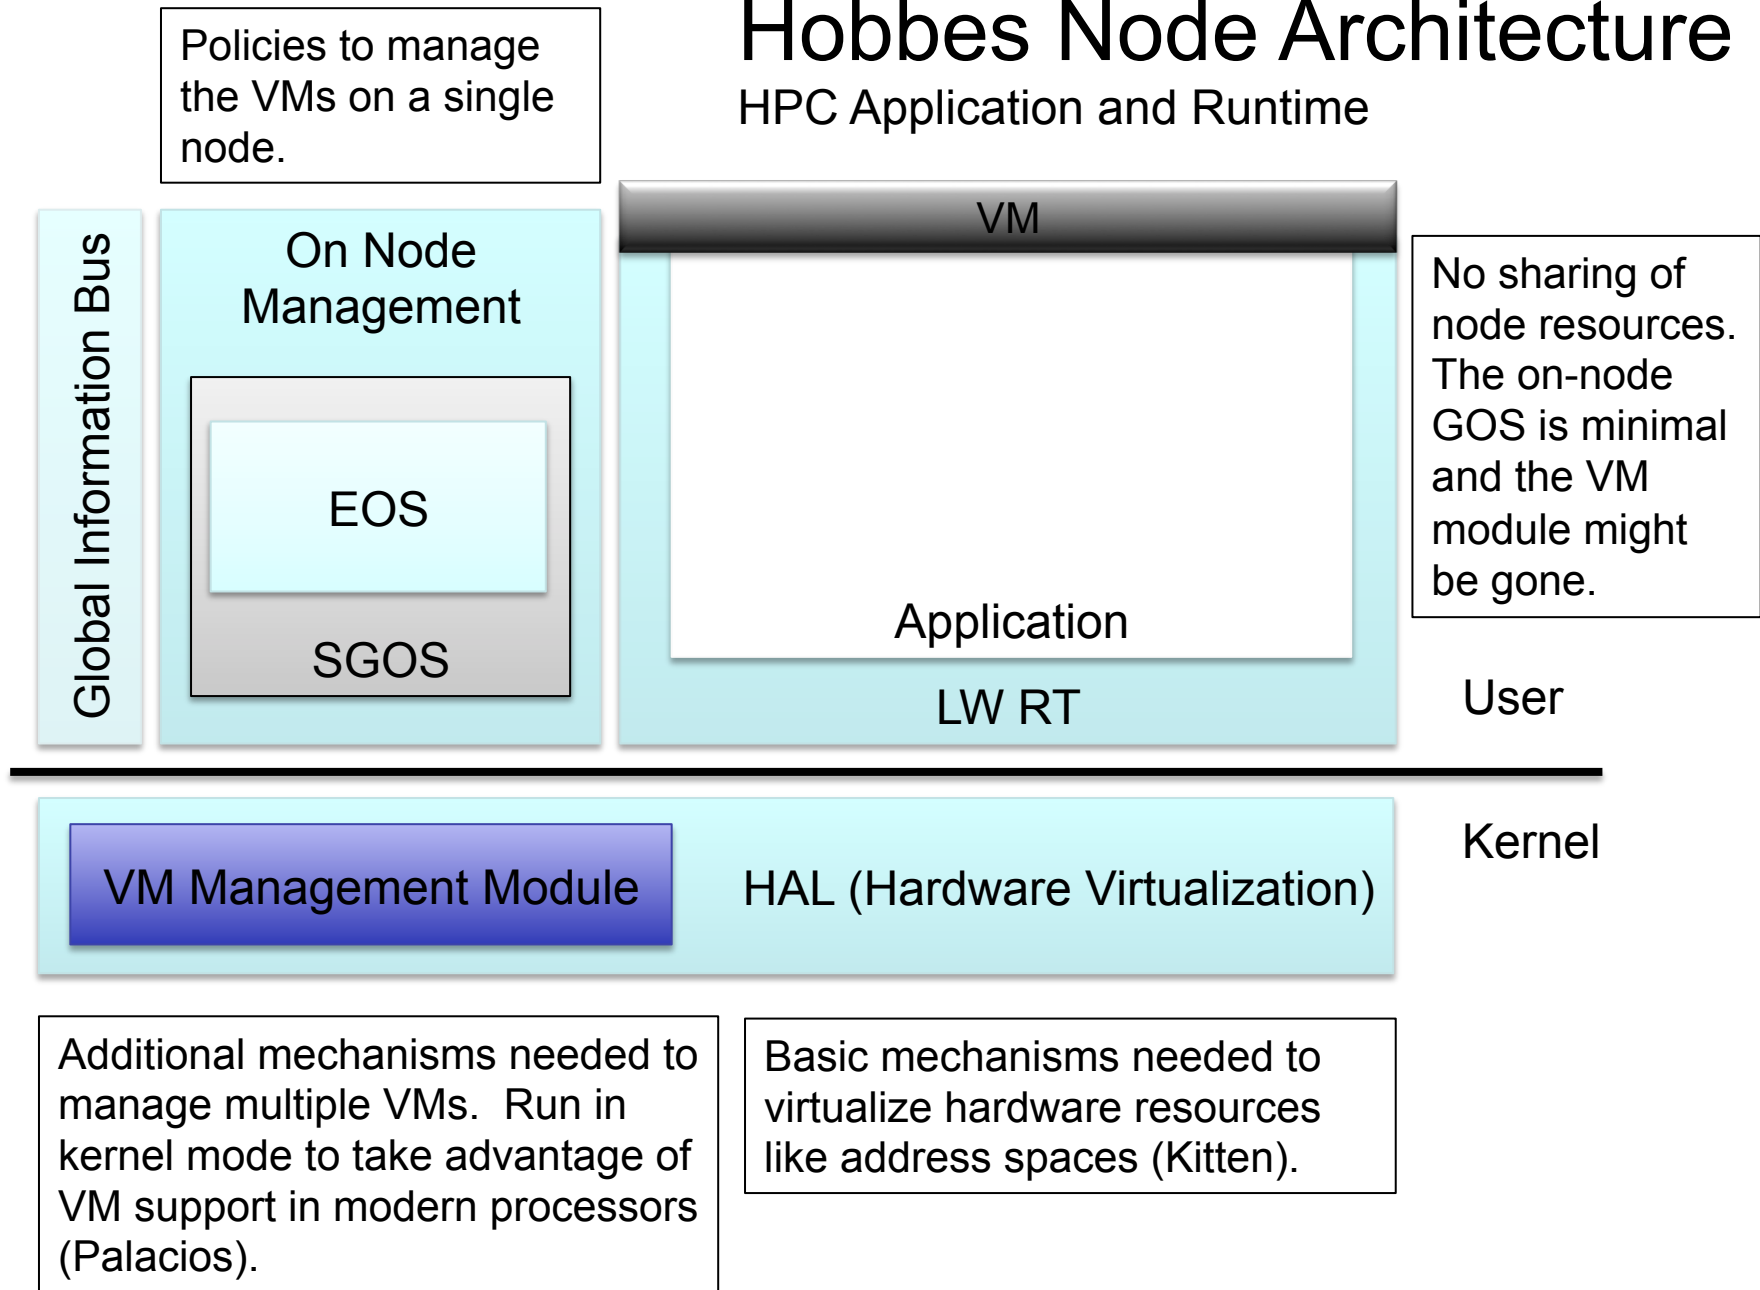 Hobbes Node Architecture
HPC Application and Runtime
Policies to manage
the VMs on a single
node.
Global Information Bus
On Node
Management
EOS
SGOS
VM
Application
LW RT
No sharing of
node resources.
The on-node
GOS is minimal
and the VM
module might
be gone.
User
Kernel
VM Management Module
HAL (Hardware Virtualization)
Additional mechanisms needed to
manage multiple VMs.  Run in
kernel mode to take advantage of
VM support in modern processors
(Palacios).
Basic mechanisms needed to
virtualize hardware resources
like address spaces (Kitten).